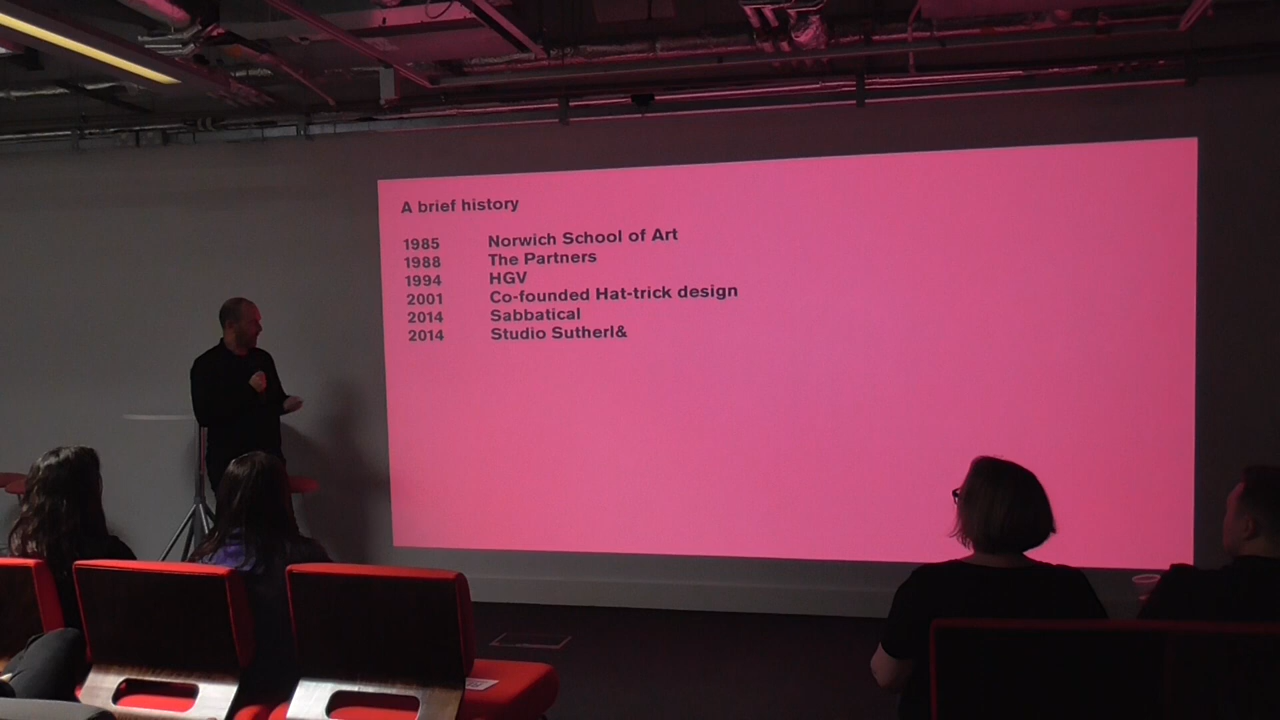 A brief history
1985 Norwich School of Art
1988 The Partners
1994 HGV
2001 Co-founded Hat-trick design
2014 Sabbatical
2014 Studio Sutherl&